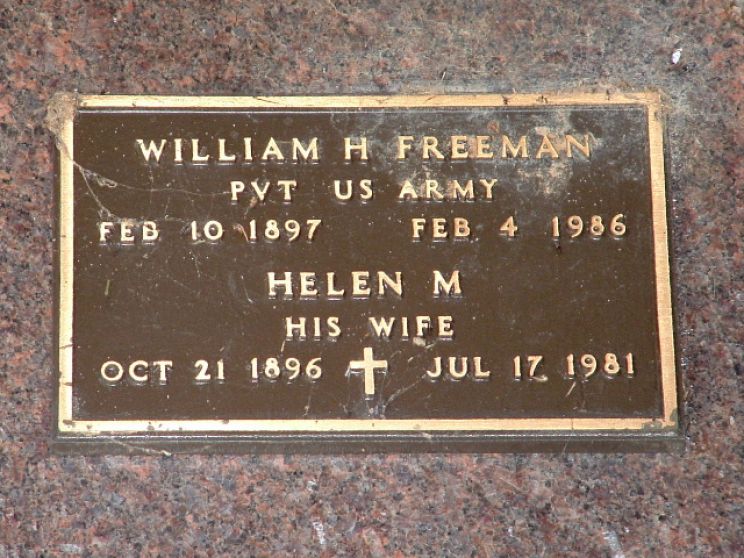 WILLIAM H FREEMAN
PVT US ARMY
FEB 10 1897 FEB 4 1986
HELEN M
HIS WIFE
OCT 21 1896 JUL 17 1981